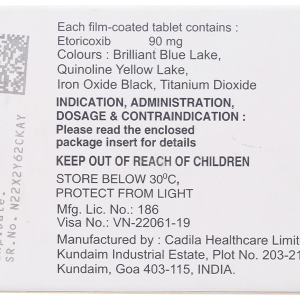 Each film-coated tablet contains :
Etoricoxib 90 mg
Colours : Brilliant Blue Lake,
Quinoline Yellow Lake,
Iron Oxide Black, Titanium Dioxide
INDICATION, ADMINISTRATION,
DOSAGE & CONTRAINDICATION :
Please read the enclosed
package insert for details
KEEP OUT OF REACH OF CHILDREN
STORE BELOW 30°C,
PROTECT FROM LIGHT
Mfg. Lic. No.: 186
Visa No.: VN-22061-19
Manufactured by : Cadila Healthcare Limite
Kundaim Industrial Estate, Plot No. 203-21
Kundaim, Goa 403-115, INDIA.
SR.No. N22X2Y62CKAY